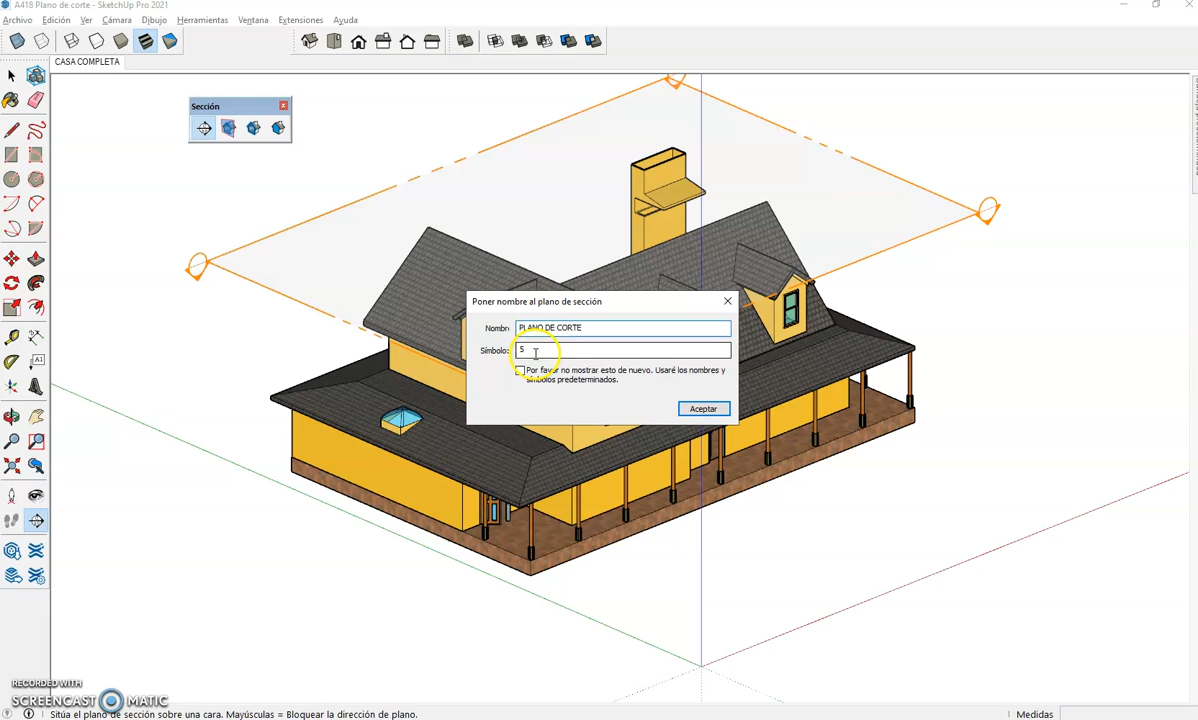 A418 Plano de corte - SketchUp Pro 2021
Archivo Edición Ver Cámara Dibujo Herramientas Ventana Extensiones Ayuda
CASA COMPLETA
Sección
Poner nombre al plano de sección
Nombre PLANO DE CORTE
Símbolo: 5
Por favor no mostrar esto de nuevo. Usaré los nombres y
símbolos predeterminados.
Aceptar
RECORDED WITH
SCREENCAST MATIC
Sitúa el plano de sección sobre una cara. Mayúsculas = Bloquear la dirección de plano.
Medidas